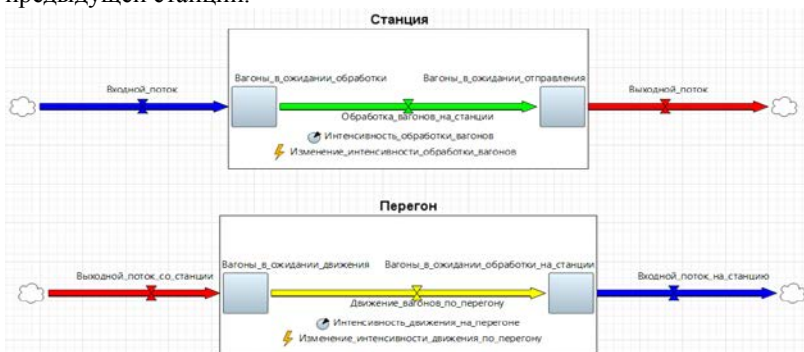 предыдущей станции.
Станция
Вагоны_в_ожидании_обработки Вагоны_в_ожидании_отправления
Входной_поток Выходной_поток
Обработка_вагонов_на_станции
Интенсивность_обработки_вагонов
Изменение_интенсивности_обработки_вагонов
Перегон
Вагоны_в_ожидании_движения Вагоны_в_ожидании_обработки_на_станции
Выходной_поток_со_станции Входной_поток_на_станцию
Движение_вагонов_по_перегону
Интенсивность_движения_на_перегоне
Изменение_интенсивности_движения_по_перегону